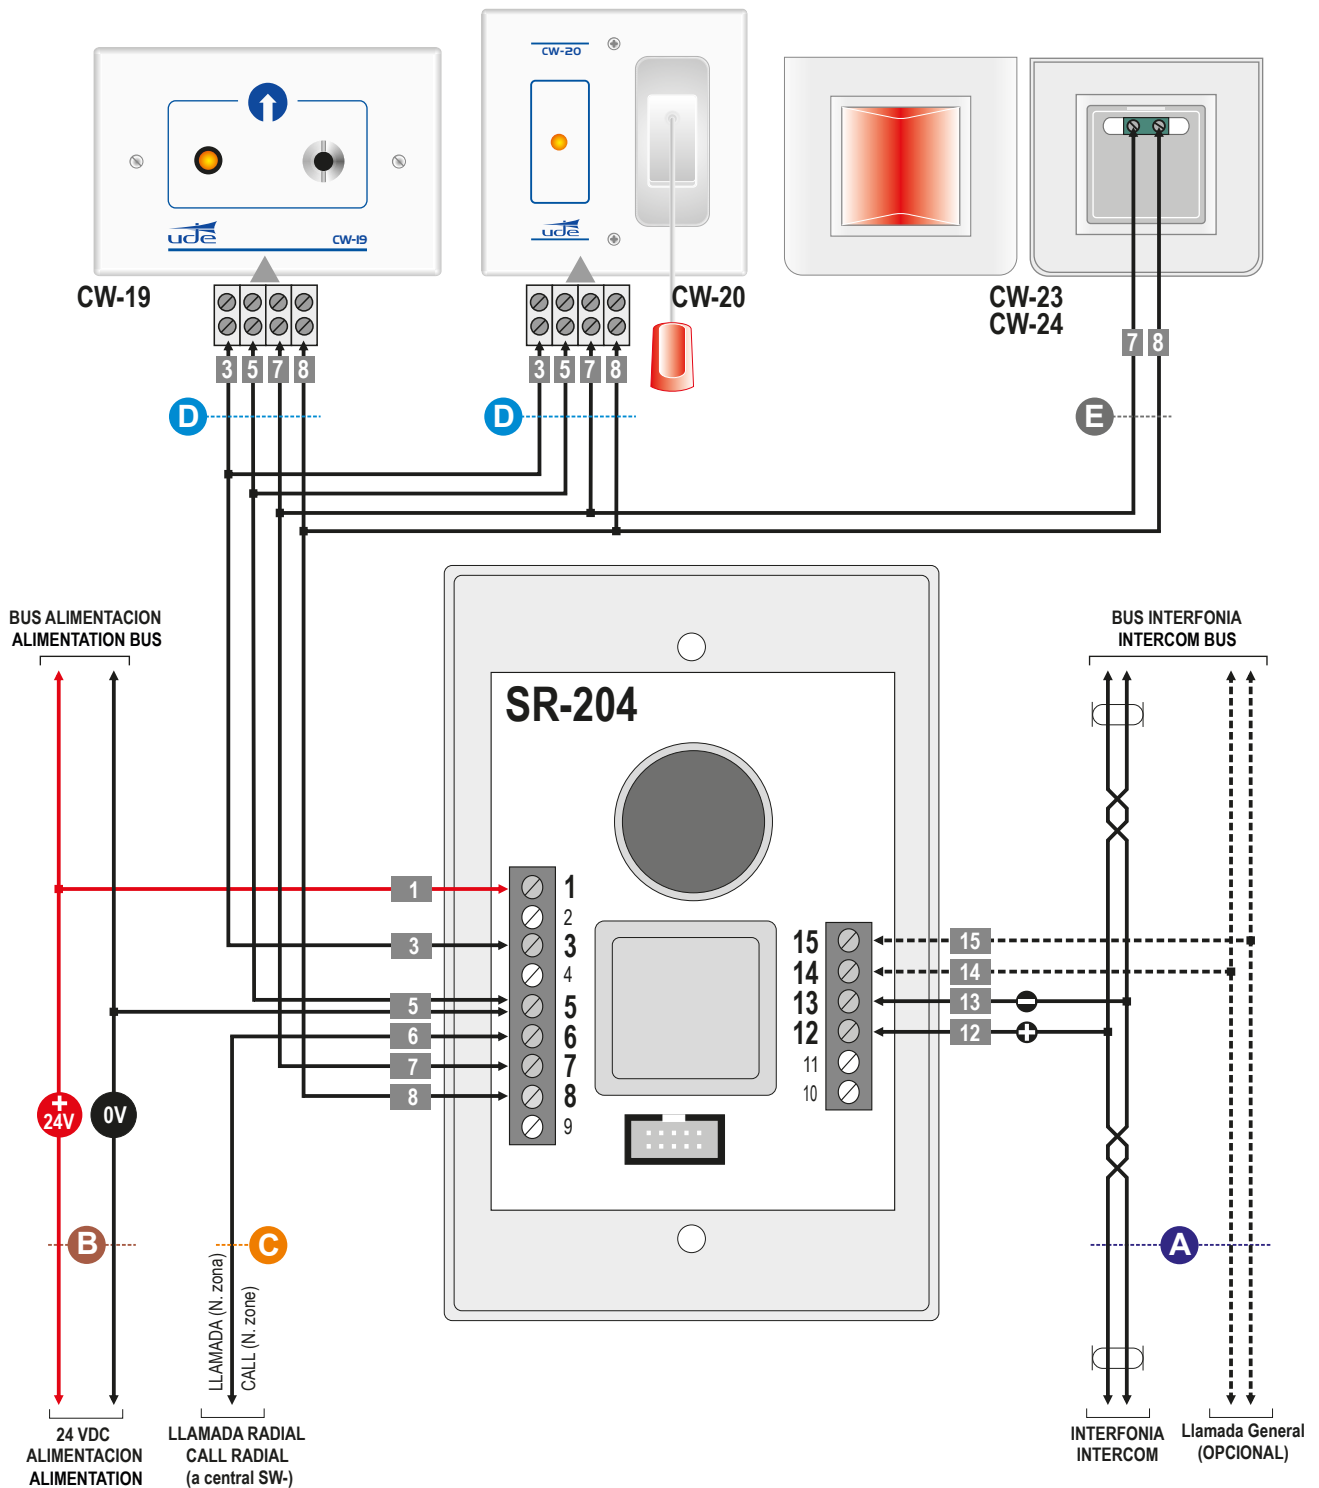 CW-20
ude
CW-19
ude
CW-19
CW-20
CW-23
CW-24
3 5 7 8
3 5 7 8
7 8
D
D
E
BUS ALIMENTACION
ALIMENTATION BUS
BUS INTERFONIA
INTERCOM BUS
SR-204
1 1
2
3 3
4
5 5
6 6
7 7
8 8
9
15 15
14 14
13 13
12 12
11
10
+
24V
0V
B
C
A
LLAMADA (N. zona)
CALL (N. zone)
24 VDC
ALIMENTACION
ALIMENTATION
LLAMADA RADIAL
CALL RADIAL
(a central SW-)
INTERFONIA
INTERCOM
Llamada General
(OPCIONAL)